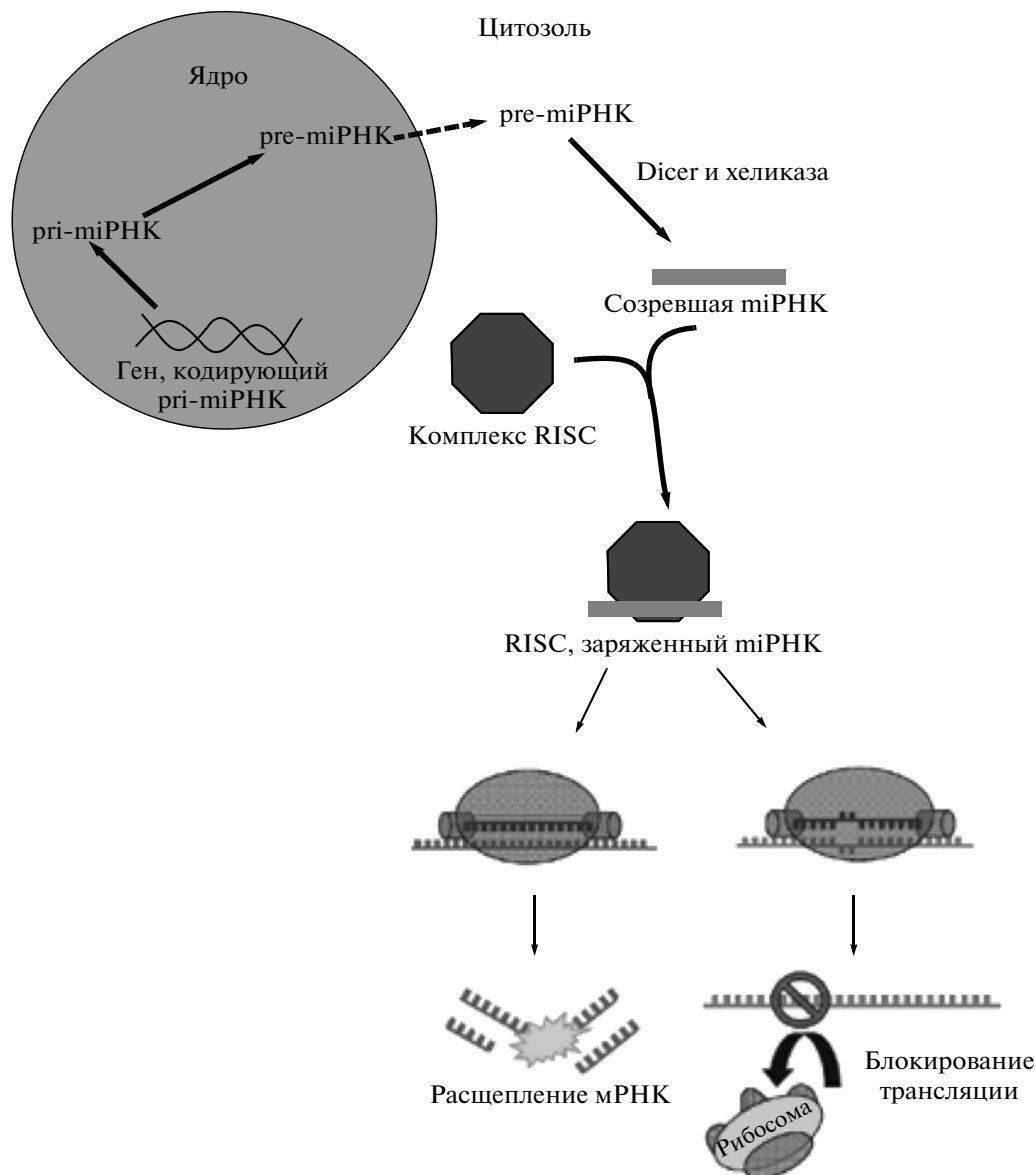 Цитозоль
Ядро
pre-miРНК
pre-miРНК
Dicer и хеликаза
pri-miРНК
Созревшая miРНК
Ген, кодирующий
pri-miРНК
Комплекс RISC
RISC, заряженный miРНК
Расщепление мРНК
Блокирование
трансляции
Рибосома